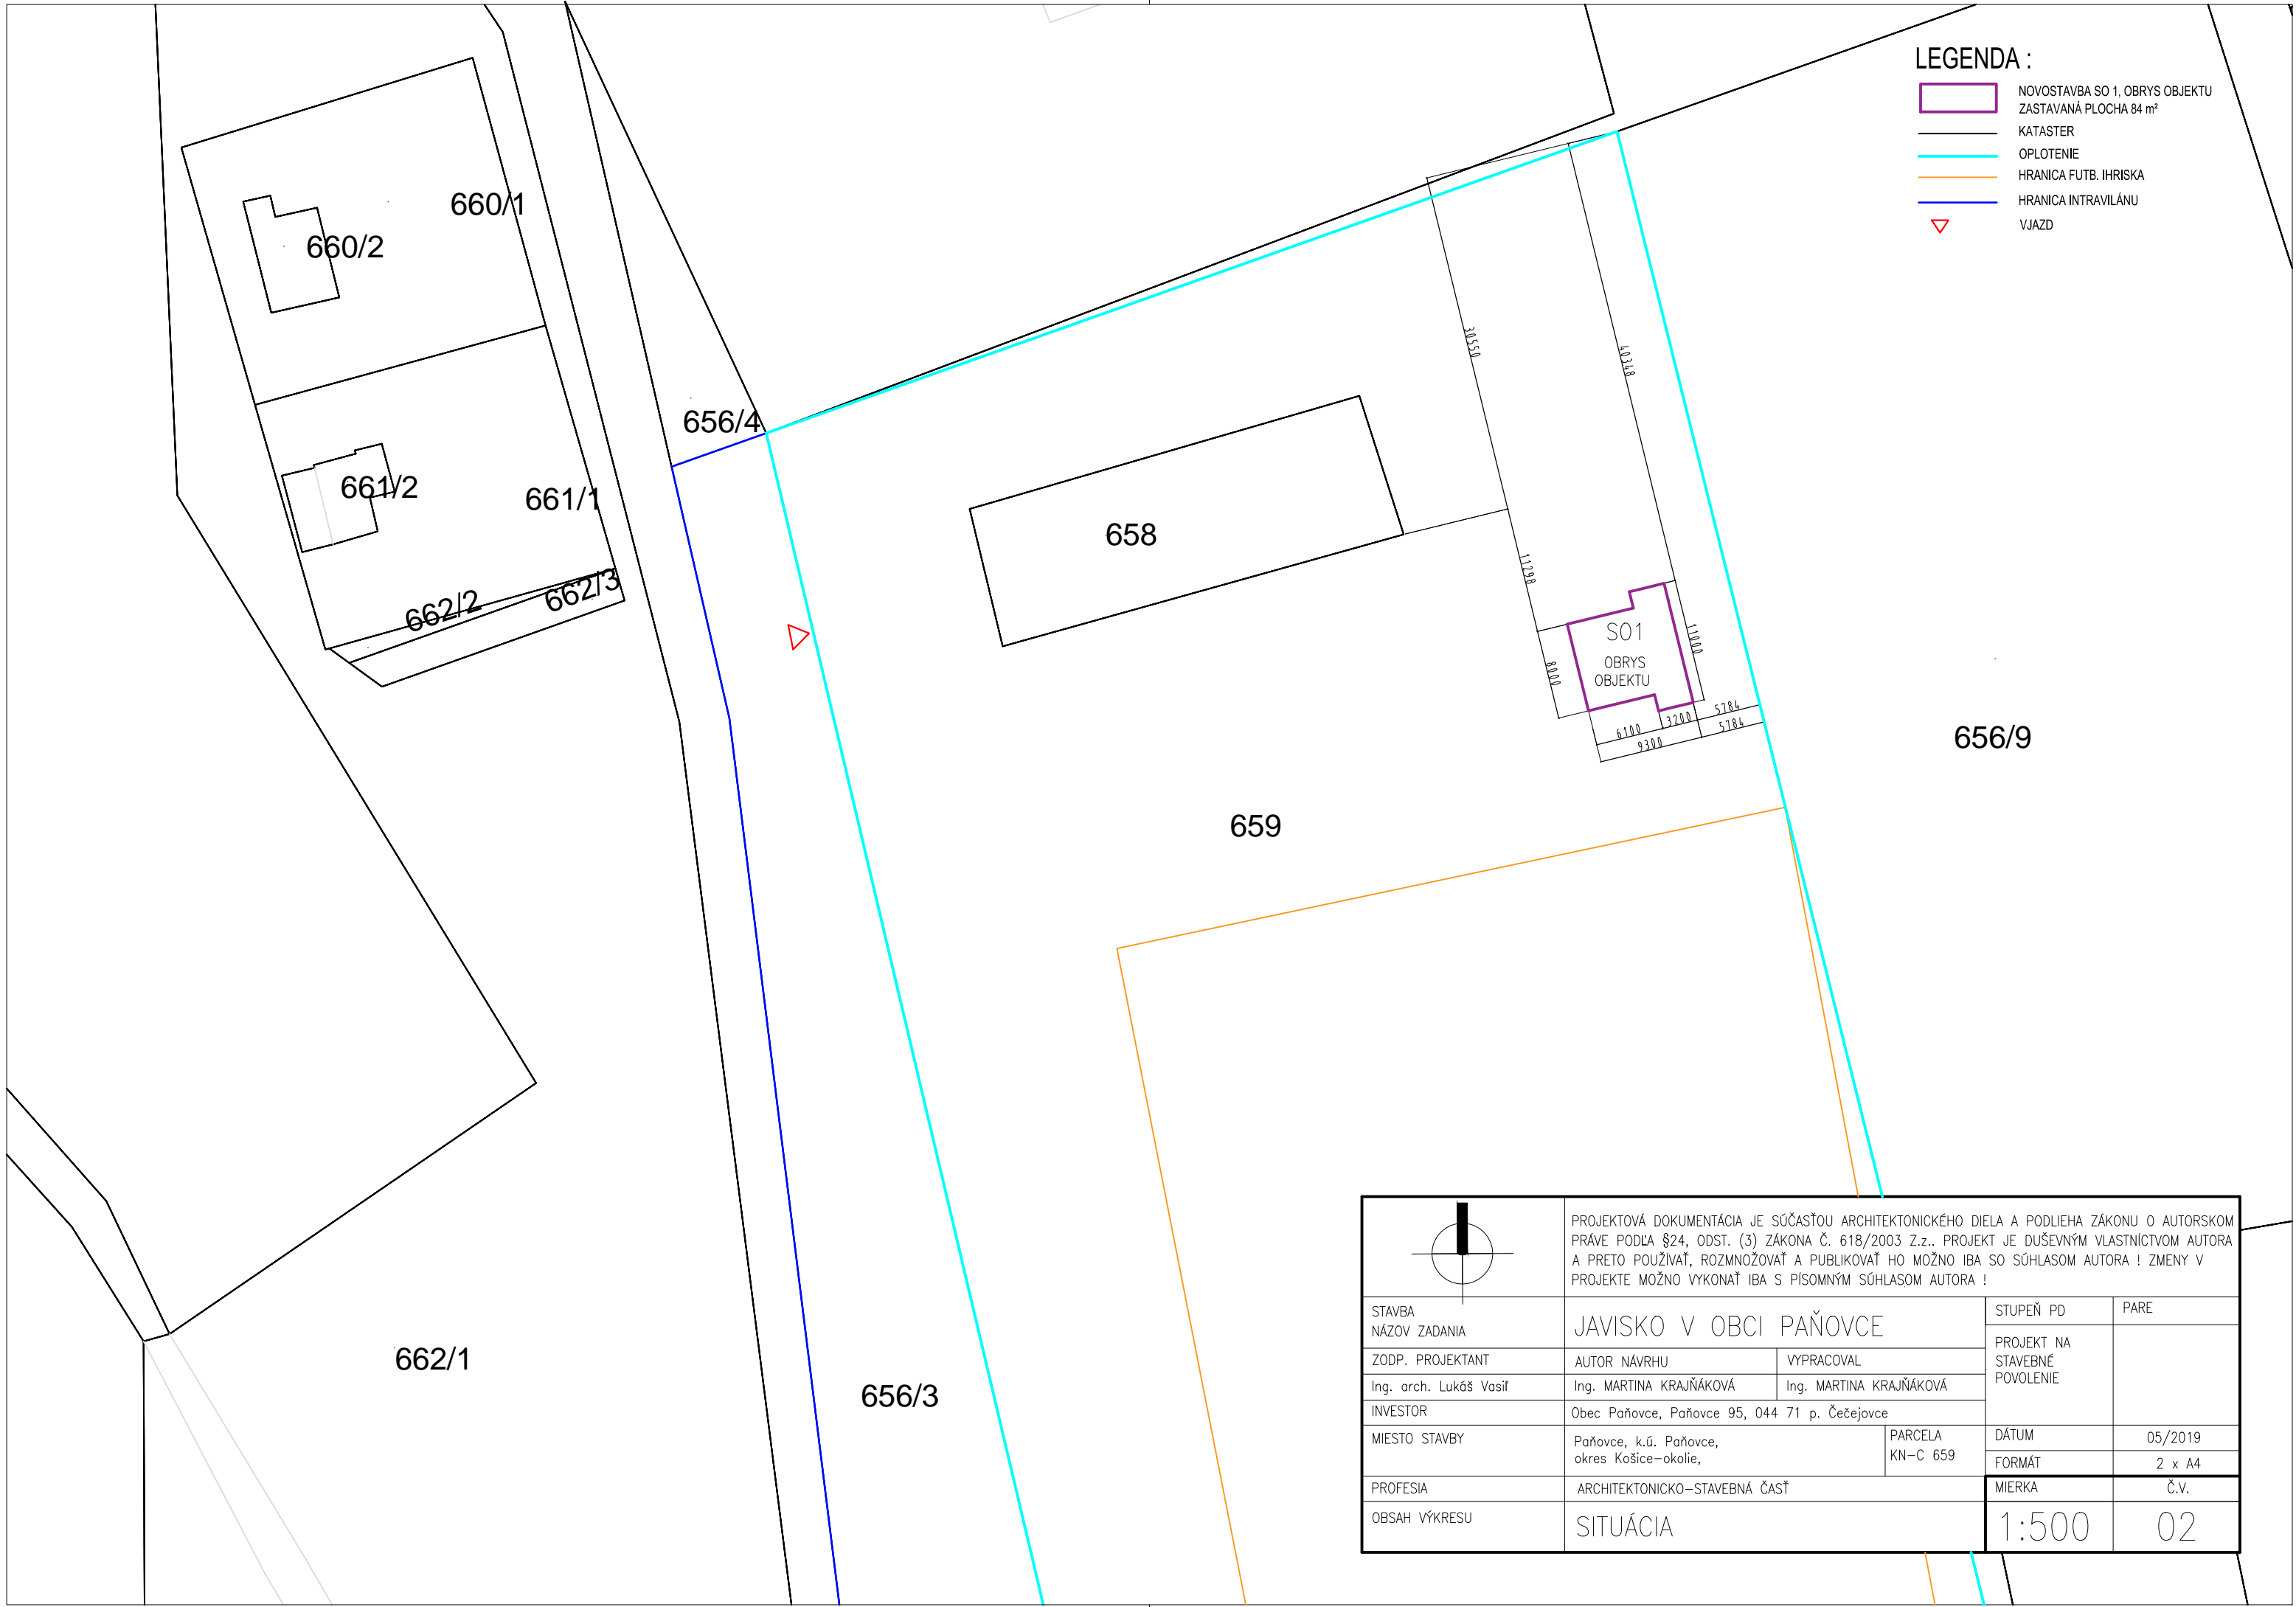 LEGENDA :
NOVOSTAVBA SO 1, OBRYS OBJEKTU
ZASTAVANÁ PLOCHA 84 m²
KATASTER
OPLOTENIE
HRANICA FUTB. IHRISKA
HRANICA INTRAVILÁNU
VJAZD
660/1
660/2
656/4
661/2
661/1
662/2
662/3
658
30550
40348
11298
8000
11000
SO1
OBRYS
OBJEKTU
6100
3200
5784
9300
5784
656/9
659
662/1
656/3
PROJEKTOVÁ DOKUMENTÁCIA JE SÚČASŤOU ARCHITEKTONICKÉHO DIELA A PODLIEHA ZÁKONU O AUTORSKOM
PRÁVE PODĽA §24, ODST. (3) ZÁKONA Č. 618/2003 Z.z.. PROJEKT JE DUŠEVNÝM VLASTNÍCTVOM AUTORA
A PRETO POUŽÍVAŤ, ROZMNOŽOVAŤ A PUBLIKOVAŤ HO MOŽNO IBA SO SÚHLASOM AUTORA ! ZMENY V
PROJEKTE MOŽNO VYKONAŤ IBA S PÍSOMNÝM SÚHLASOM AUTORA !
STAVBA
NÁZOV ZADANIA
JAVISKO V OBCI PAŇOVCE
STUPEŇ PD
PARE
PROJEKT NA
STAVEBNÉ
POVOLENIE
ZODP. PROJEKTANT
AUTOR NÁVRHU
VYPRACOVAL
Ing. arch. Lukáš Vasiľ
Ing. MARTINA KRAJŇÁKOVÁ
Ing. MARTINA KRAJŇÁKOVÁ
INVESTOR
Obec Paňovce, Paňovce 95, 044 71 p. Čečejovce
MIESTO STAVBY
Paňovce, k.ú. Paňovce,
okres Košice-okolie,
PARCELA
KN-C 659
DÁTUM
05/2019
FORMÁT
2 x A4
PROFESIA
ARCHITEKTONICKO-STAVEBNÁ ČASŤ
MIERKA
Č.V.
OBSAH VÝKRESU
SITUÁCIA
1:500
02